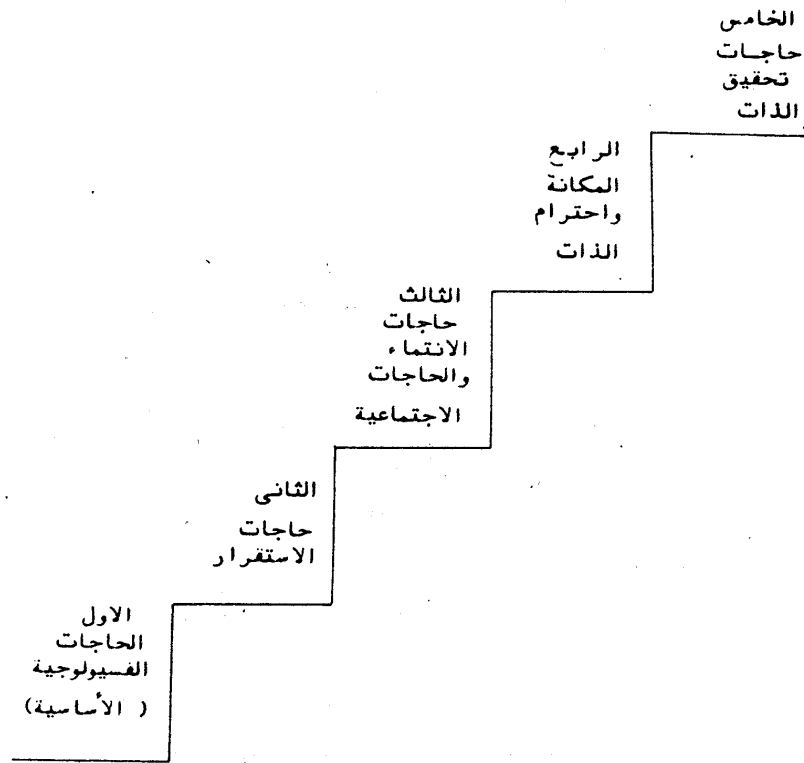 الخامس
حاجات
تحقيق
الذات
الرابع
المكانة
واحترام
الذات
الثالث
حاجات
الانتماء
والحاجات
الاجتماعية
الثانى
حاجات
الاستقرار
الاول
الحاجات
الفسيولوجية
( الأساسية)